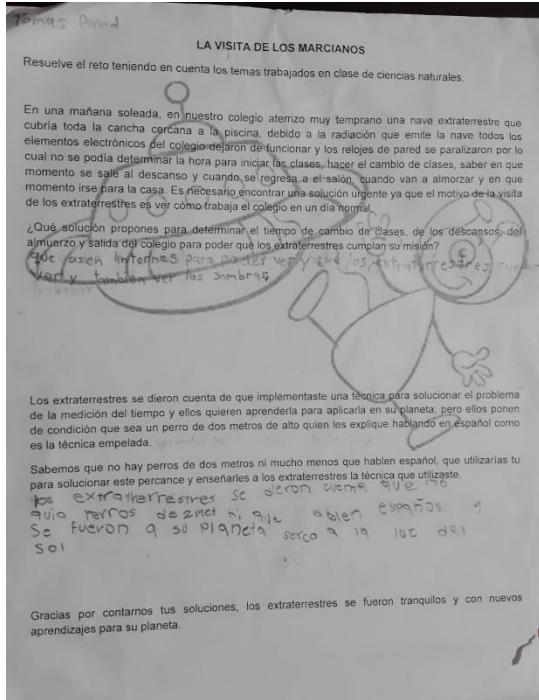 Tomas David
LA VISITA DE LOS MARCIANOS
Resuelve el reto teniendo en cuenta los temas trabajados en clase de ciencias naturales.
En una mañana soleada, en nuestro colegio aterrizo muy temprano una nave extraterrestre que
cubría toda la cancha cercana a la piscina, debido a la radiación que emite la nave todos los
elementos electrónicos del colegio dejaron de funcionar y los relojes de pared se paralizaron por lo
cual no se podía determinar la hora para iniciar las clases, hacer el cambio de clases, saber en que
momento se sale al descanso y cuando se regresa a el salón, cuando van a almorzar y en que
momento irse para la casa. Es necesario encontrar una solución urgente ya que el motivo de la visita
de los extraterrestres es ver cómo trabaja el colegio en un día normal.
¿Qué solución propones para determinar el tiempo de cambio de clases, de los descansos, del
almuerzo y salida del colegio para poder que los extraterrestres cumplan su misión?
que usen linternas para poder ver y que los extraterrestres puedan
ver y tambien ver las sombras
Los extraterrestres se dieron cuenta de que implementaste una técnica para solucionar el problema
de la medición del tiempo y ellos quieren aprenderla para aplicarla en su planeta, pero ellos ponen
de condición que sea un perro de dos metros de alto quien les explique hablando en español como
es la técnica empelada.
Sabemos que no hay perros de dos metros ni mucho menos que hablen español, que utilizarías tu
para solucionar este percance y enseñarles a los extraterrestres la técnica que utilizaste.
los extratherrestres se deron cuema que no
avia perros de 2 met ni que ablen españos y
se fueron a so planeta serca a la loc del
sol
Gracias por contarnos tus soluciones, los extraterrestres se fueron tranquilos y con nuevos
aprendizajes para su planeta.